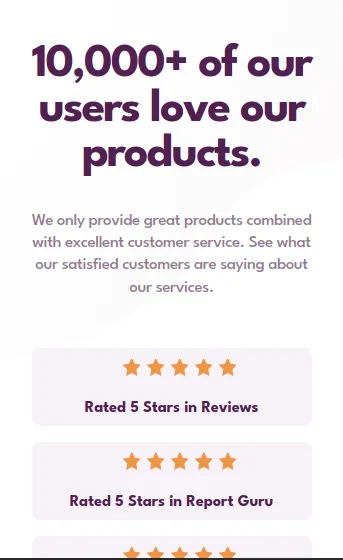 10,000+ of our
users love our
products.
We only provide great products combined
with excellent customer service. See what
our satisfied customers are saying about
our services.
Rated 5 Stars in Reviews
Rated 5 Stars in Report Guru